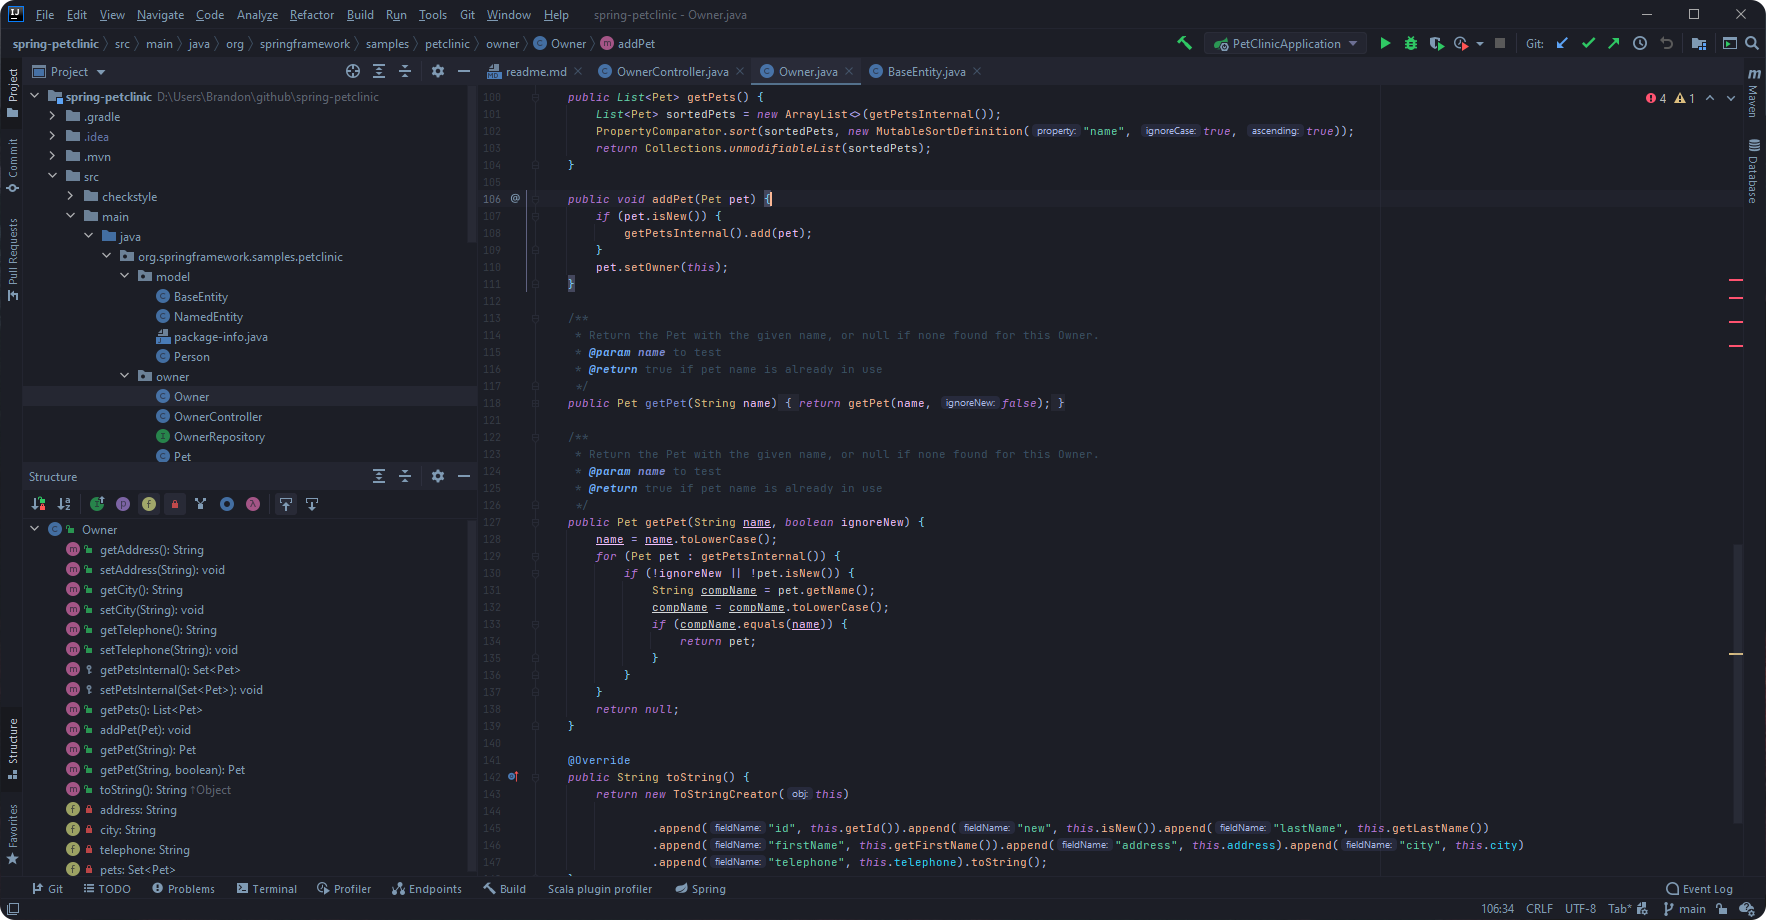 IJ File Edit View Navigate Code Analyze Refactor Build Run Tools Git Window Help spring-petclinic - Owner.java
spring-petclinic src main java org springframework samples petclinic owner C Owner m addPet PetClinicApplication Git:
Project
readme.md C OwnerController.java C Owner.java C BaseEntity.java
Project
Commit
Pull Requests
Structure
Favorites
spring-petclinic D:\Users\Brandon\github\spring-petclinic
.gradle
.idea
.mvn
src
checkstyle
main
java
org.springframework.samples.petclinic
model
C BaseEntity
C NamedEntity
package-info.java
C Person
owner
C Owner
C OwnerController
I OwnerRepository
C Pet
Structure
C Owner
m getAddress(): String
m setAddress(String): void
m getCity(): String
m setCity(String): void
m getTelephone(): String
m setTelephone(String): void
m getPetsInternal(): Set<Pet>
m setPetsInternal(Set<Pet>): void
m getPets(): List<Pet>
m addPet(Pet): void
m getPet(String): Pet
m getPet(String, boolean): Pet
m toString(): String ↑Object
f address: String
f city: String
f telephone: String
f pets: Set<Pet>
4 1
100 public List<Pet> getPets() {
101 List<Pet> sortedPets = new ArrayList<>(getPetsInternal());
102 PropertyComparator.sort(sortedPets, new MutableSortDefinition( property: "name", ignoreCase: true, ascending: true));
103 return Collections.unmodifiableList(sortedPets);
104 }
105
106 @ public void addPet(Pet pet) {
107 if (pet.isNew()) {
108 getPetsInternal().add(pet);
109 }
110 pet.setOwner(this);
111 }
112
113 /**
114 * Return the Pet with the given name, or null if none found for this Owner.
115 * @param name to test
116 * @return true if pet name is already in use
117 */
118 public Pet getPet(String name) { return getPet(name, ignoreNew: false); }
121
122 /**
123 * Return the Pet with the given name, or null if none found for this Owner.
124 * @param name to test
125 * @return true if pet name is already in use
126 */
127 public Pet getPet(String name, boolean ignoreNew) {
128 name = name.toLowerCase();
129 for (Pet pet : getPetsInternal()) {
130 if (!ignoreNew || !pet.isNew()) {
131 String compName = pet.getName();
132 compName = compName.toLowerCase();
133 if (compName.equals(name)) {
134 return pet;
135 }
136 }
137 }
138 return null;
139 }
140
141 @Override
142 public String toString() {
143 return new ToStringCreator( obj: this)
144
145 .append( fieldName: "id", this.getId()).append( fieldName: "new", this.isNew()).append( fieldName: "lastName", this.getLastName())
146 .append( fieldName: "firstName", this.getFirstName()).append( fieldName: "address", this.address).append( fieldName: "city", this.city)
147 .append( fieldName: "telephone", this.telephone).toString();
m Maven
Database
Git TODO Problems Terminal Profiler Endpoints Build Scala plugin profiler Spring Event Log
106:34 CRLF UTF-8 Tab* main